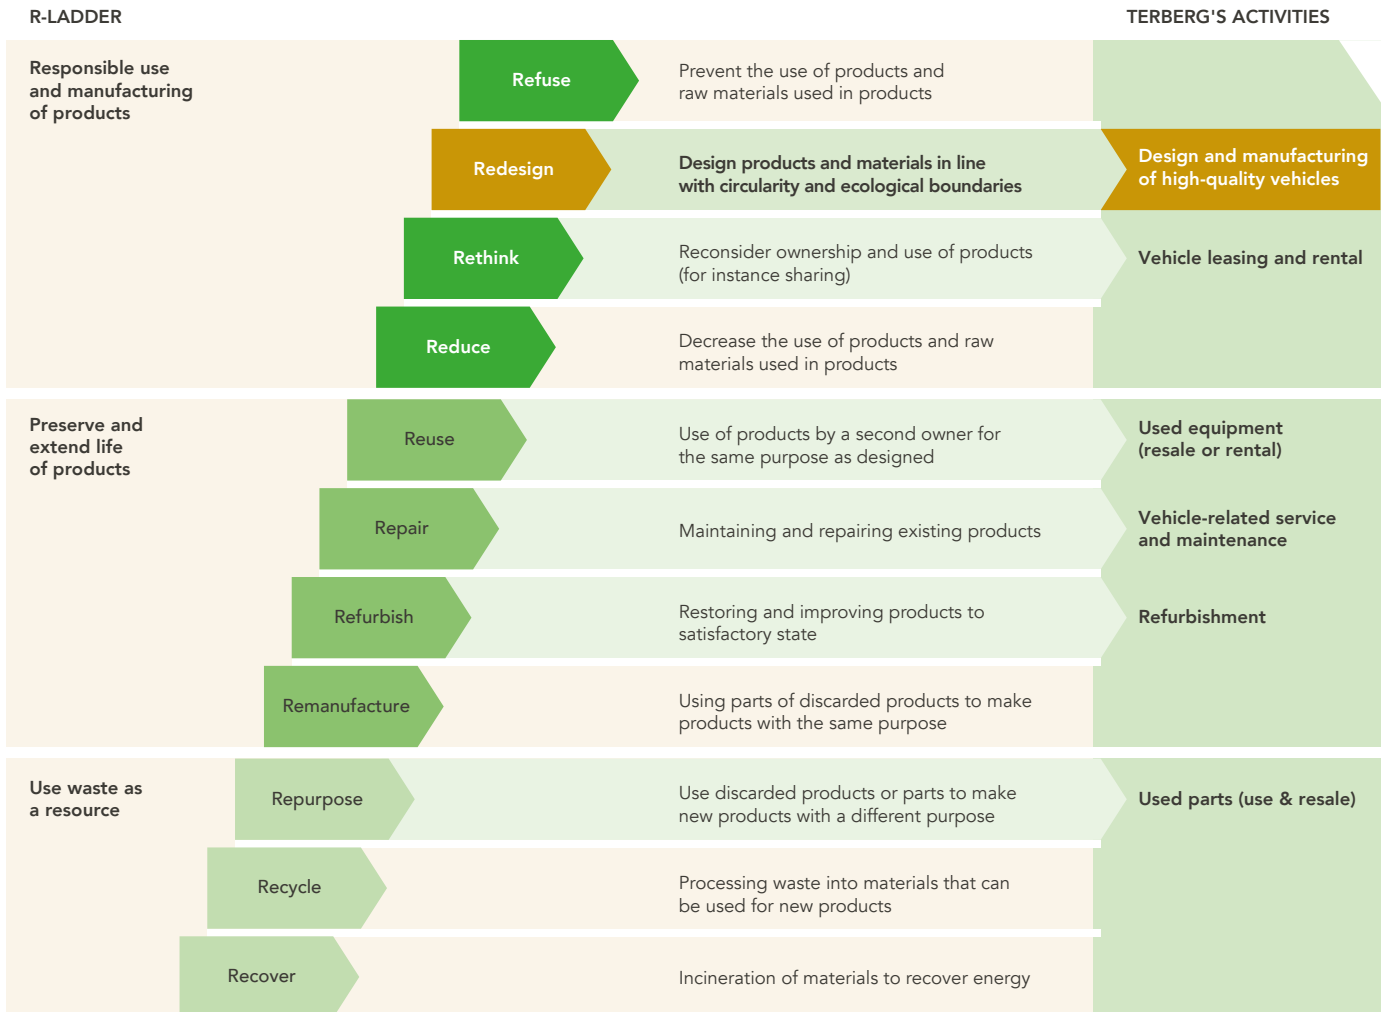 R-LADDER
TERBERG'S ACTIVITIES
Responsible use
and manufacturing
of products
Refuse
Prevent the use of products and
raw materials used in products
Redesign
Design products and materials in line
with circularity and ecological boundaries
Design and manufacturing
of high-quality vehicles
Rethink
Reconsider ownership and use of products
(for instance sharing)
Vehicle leasing and rental
Reduce
Decrease the use of products and raw
materials used in products
Preserve and
extend life
of products
Reuse
Use of products by a second owner for
the same purpose as designed
Used equipment
(resale or rental)
Repair
Maintaining and repairing existing products
Vehicle-related service
and maintenance
Refurbish
Restoring and improving products to
satisfactory state
Refurbishment
Remanufacture
Using parts of discarded products to make
products with the same purpose
Use waste as
a resource
Repurpose
Use discarded products or parts to make
new products with a different purpose
Used parts (use & resale)
Recycle
Processing waste into materials that can
be used for new products
Recover
Incineration of materials to recover energy